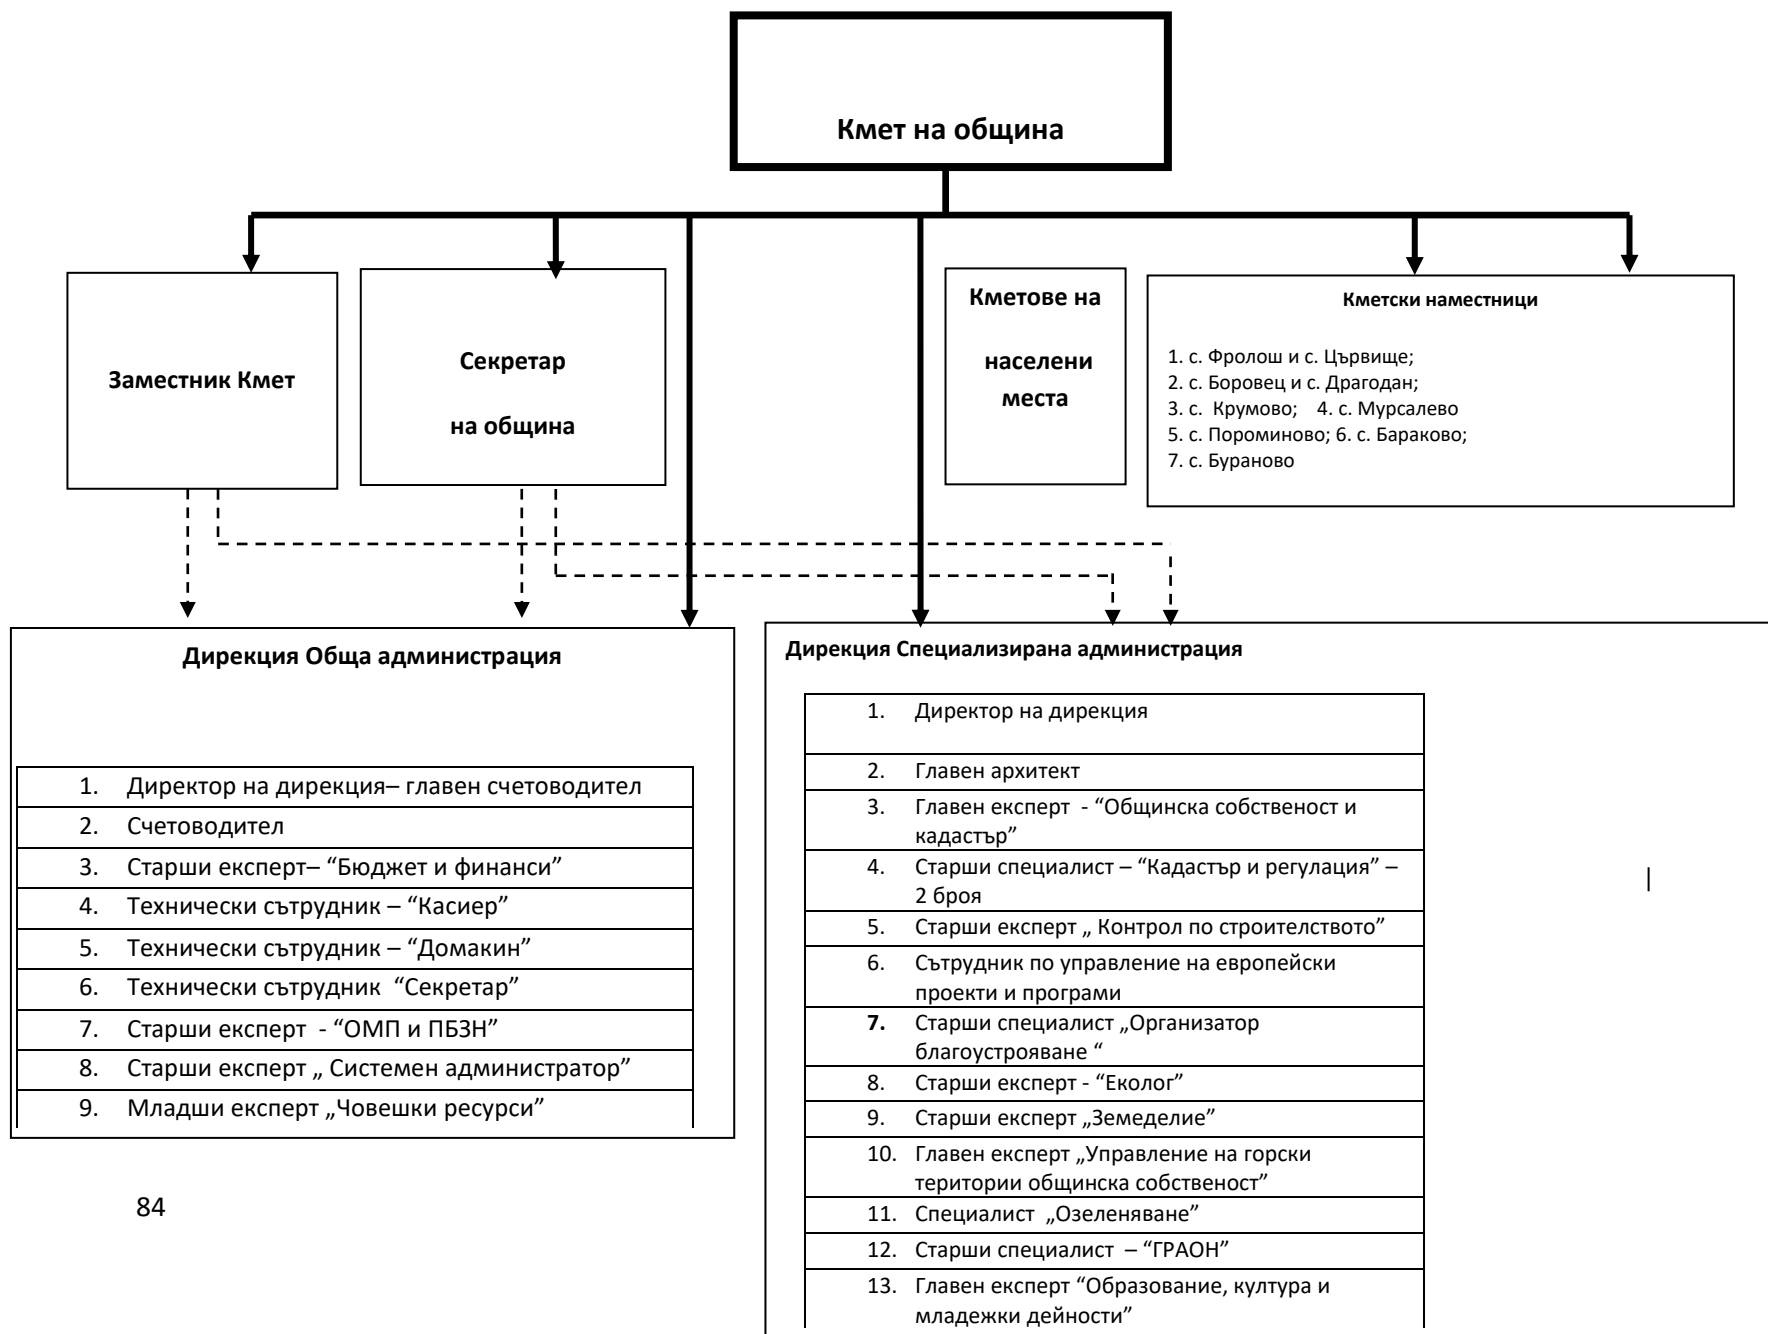 Кмет на община
Заместник Кмет
Секретар
на община
Кметове на
населени
места
Кметски наместници
1. с. Фролош и с. Цървище;
2. с. Боровец и с. Драгодан;
3. с.  Крумово;    4. с. Мурсалево
5. с. Пороминово; 6. с. Бараково;
7. с. Бураново
Дирекция Обща администрация
1. Директор на дирекция– главен счетоводител
2. Счетоводител
3. Старши експерт– “Бюджет и финанси”
4. Технически сътрудник – “Касиер”
5. Технически сътрудник – “Домакин”
6. Технически сътрудник  “Секретар”
7. Старши експерт  - “ОМП и ПБЗН”
8. Старши експерт „ Системен администратор”
9. Младши експерт „Човешки ресурси”
84
Дирекция Специализирана администрация
1. Директор на дирекция
2. Главен архитект
3. Главен експерт  - “Общинска собственост и
кадастър”
4. Старши специалист – “Кадастър и регулация” –
2 броя
5. Старши експерт „ Контрол по строителството”
6. Сътрудник по управление на европейски
проекти и програми
7. Старши специалист „Организатор
благоустрояване “
8. Старши експерт - “Еколог”
9. Старши експерт „Земеделие”
10. Главен експерт „Управление на горски
територии общинска собственост”
11. Специалист  „Озеленяване”
12. Старши специалист  – “ГРАОН”
13. Главен експерт “Образование, култура и
младежки дейности”
|